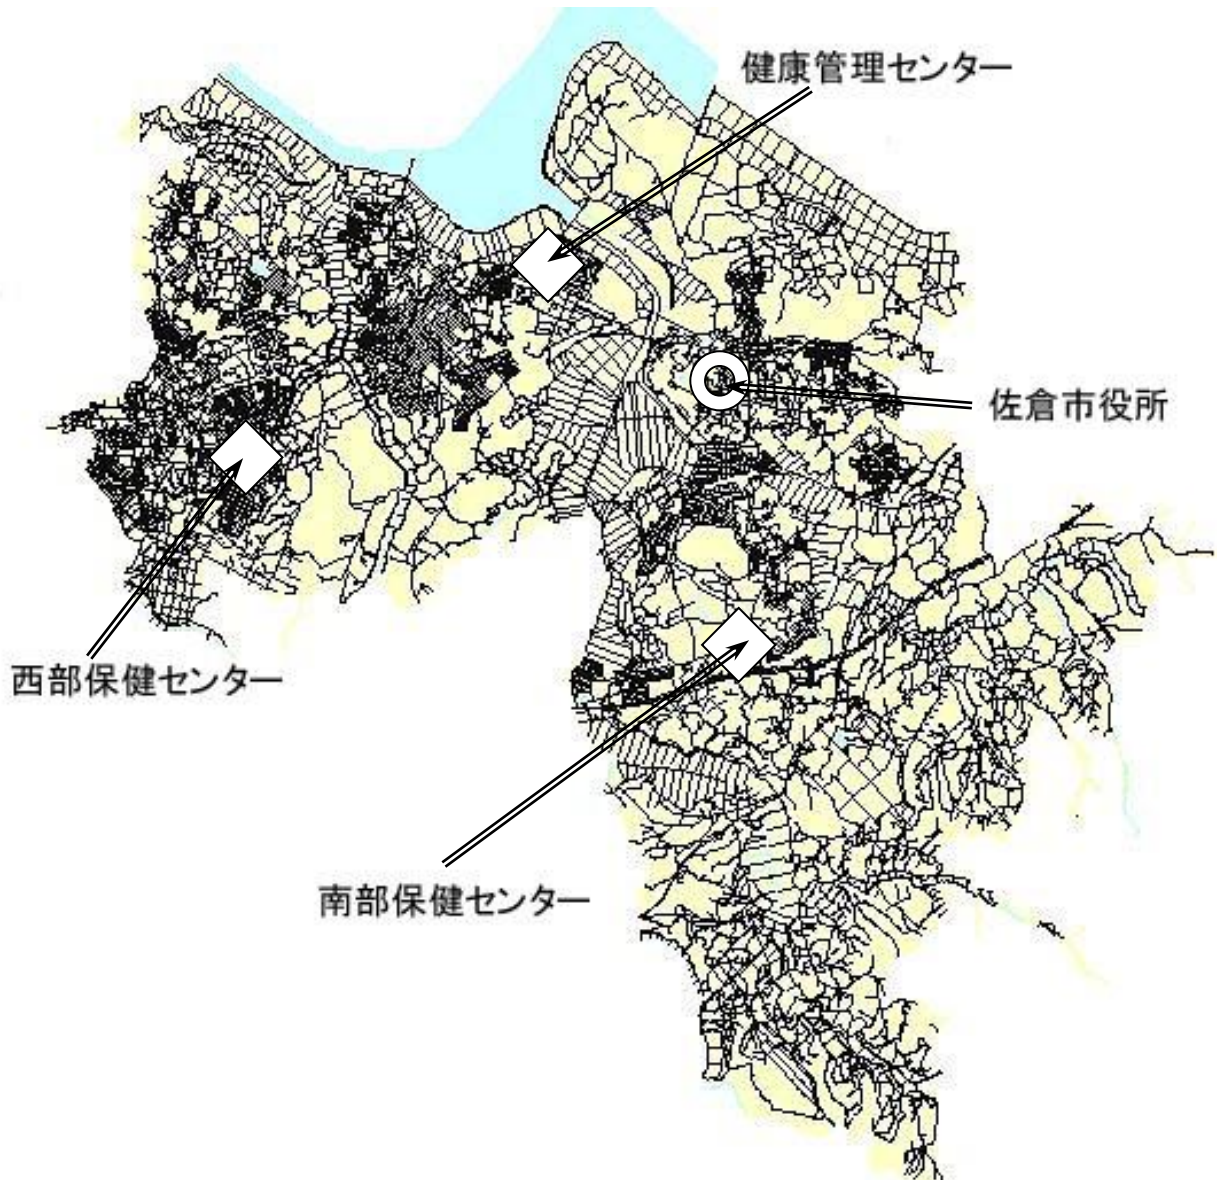 健康管理センター
佐倉市役所
西部保健センター
南部保健センター